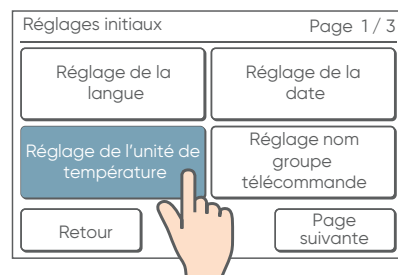 Réglages initiaux Page 1 / 3
Réglage de la
langue
Réglage de la
date
Réglage de l'unité de
température
Réglage nom
groupe
télécommande
Retour
Page
suivante